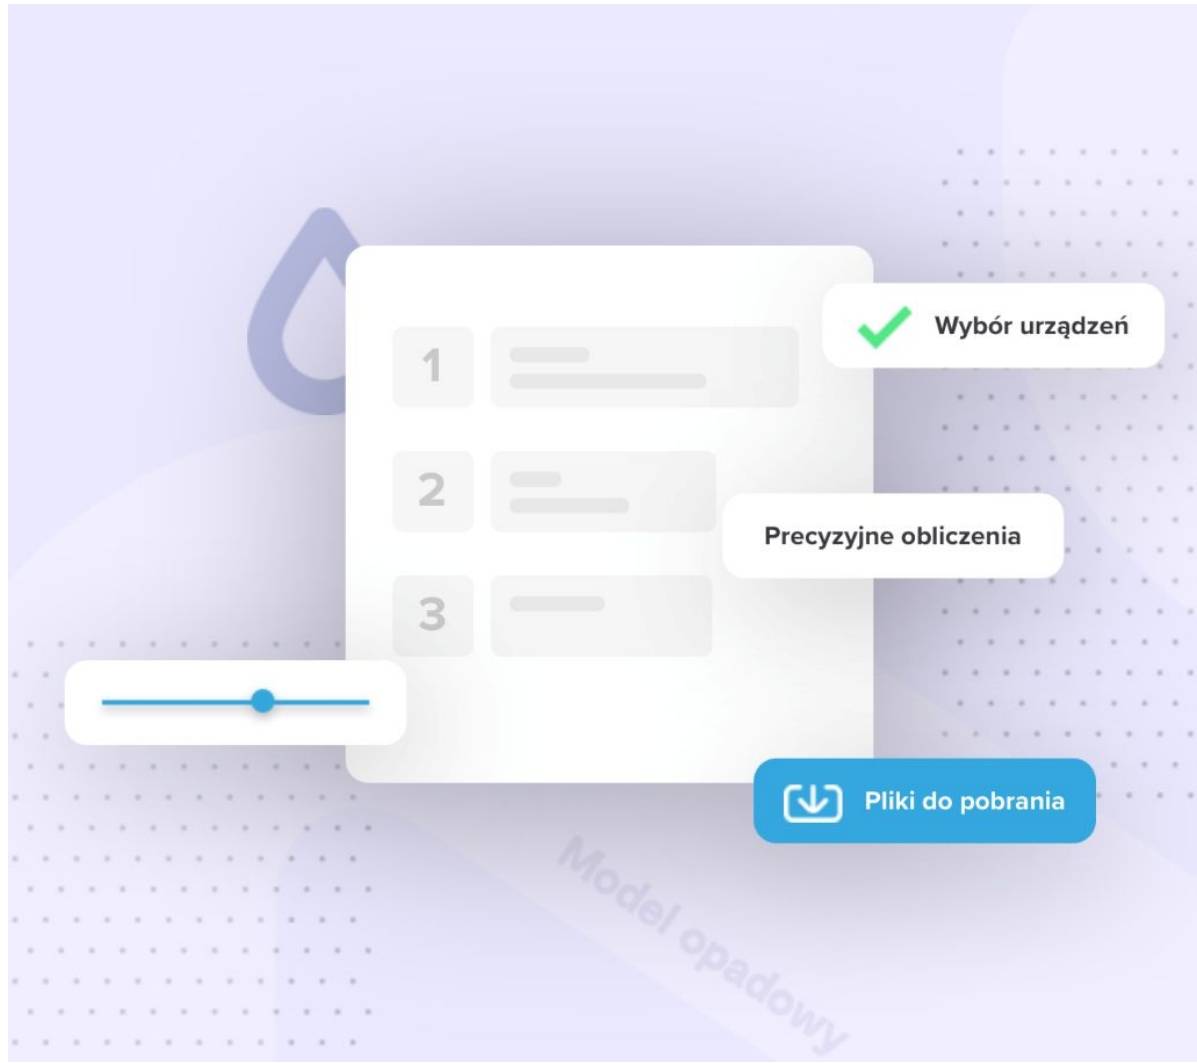 Wybór urządzeń
1
2
Precyzyjne obliczenia
3
Pliki do pobrania
Model opadowy